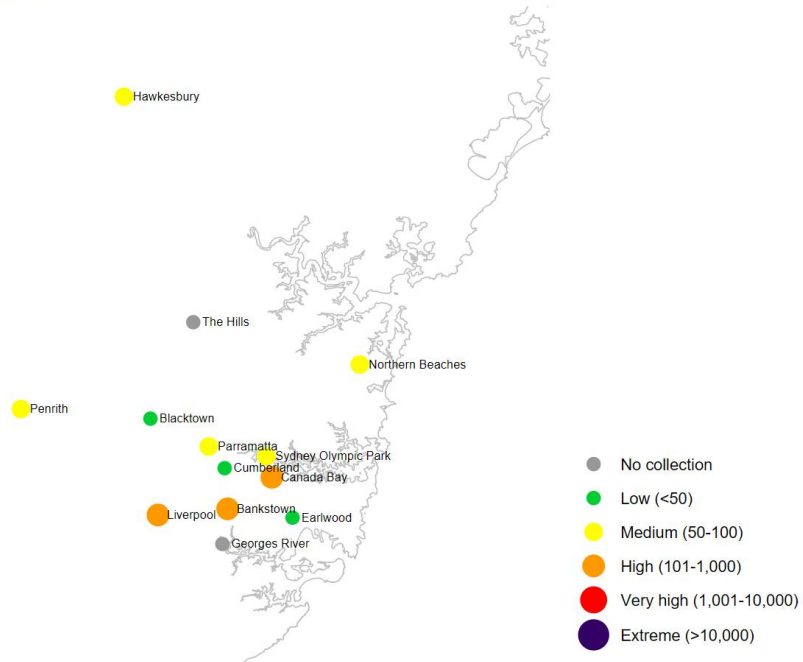 Hawkesbury
The Hills
Northern Beaches
Penrith
Blacktown
Parramatta
Sydney Olympic Park
Cumberland
Canada Bay
Liverpool
Bankstown
Earlwood
Georges River
No collection
Low (<50)
Medium (50-100)
High (101-1,000)
Very high (1,001-10,000)
Extreme (>10,000)